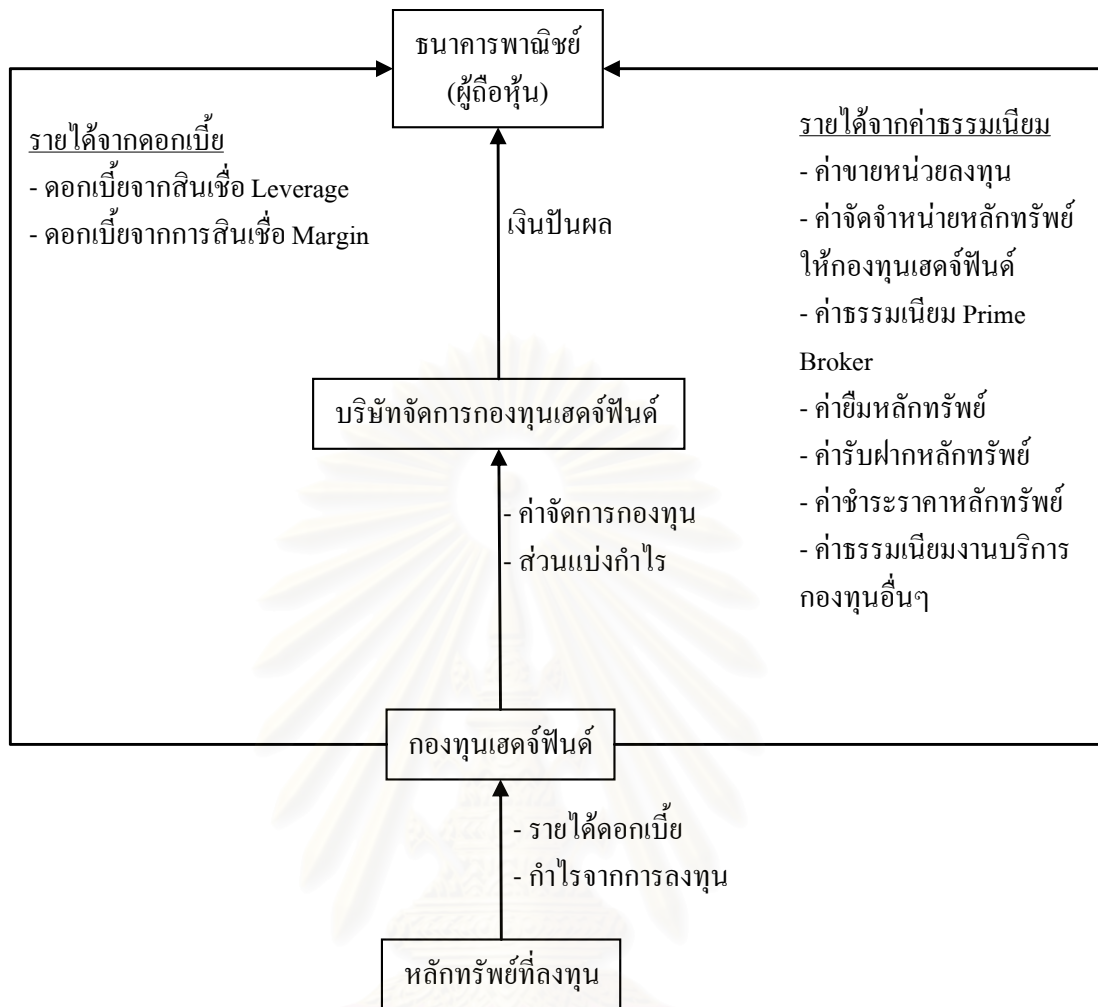 ธนาคารพาณิชย์
(ผู้ถือหุ้น)
รายได้จากดอกเบี้ย
- ดอกเบี้ยจากสินเชื่อ Leverage
- ดอกเบี้ยจากการสินเชื่อ Margin
เงินปันผล
รายได้จากค่าธรรมเนียม
- ค่าขายหน่วยลงทุน
- ค่าจัดจำหน่ายหลักทรัพย์
ให้กองทุนเฮดจ์ฟันด์
- ค่าธรรมเนียม Prime
Broker
- ค่ายืมหลักทรัพย์
- ค่ารับฝากหลักทรัพย์
- ค่าชำระราคาหลักทรัพย์
- ค่าธรรมเนียมงานบริการ
กองทุนอื่นๆ
บริษัทจัดการกองทุนเฮดจ์ฟันด์
- ค่าจัดการกองทุน
- ส่วนแบ่งกำไร
กองทุนเฮดจ์ฟันด์
- รายได้ดอกเบี้ย
- กำไรจากการลงทุน
หลักทรัพย์ที่ลงทุน